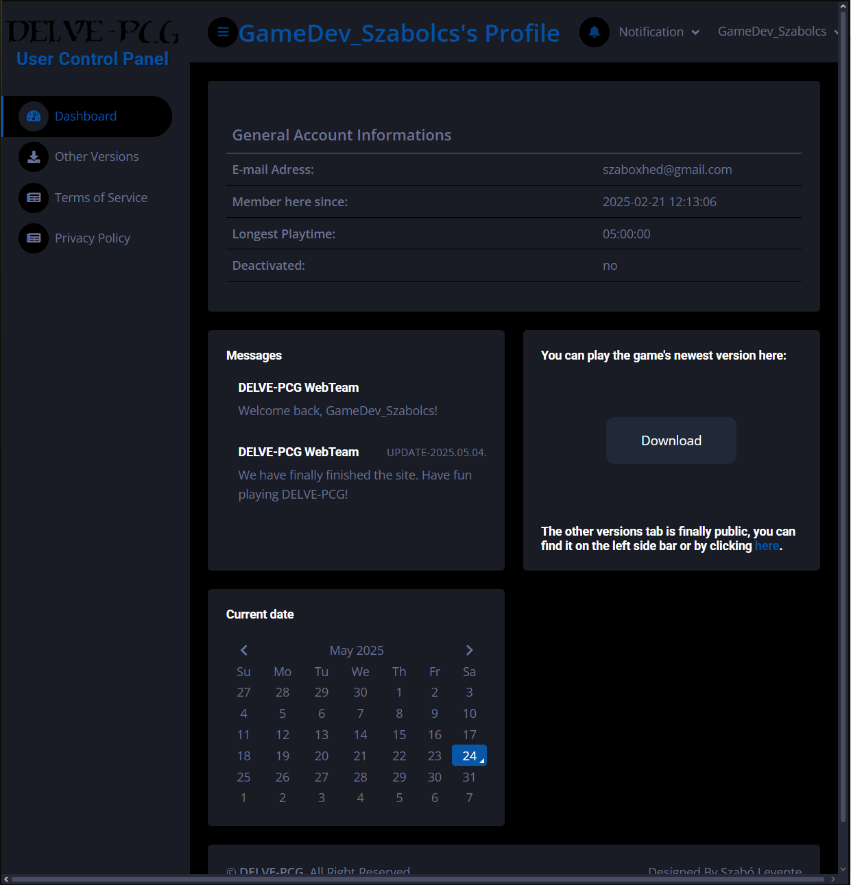 DELVE-PCG
User Control Panel
GameDev_Szabolcs's Profile
Notification
GameDev_Szabolcs
Dashboard
Other Versions
Terms of Service
Privacy Policy
General Account Informations
E-mail Adress: szaboxhed@gmail.com
Member here since: 2025-02-21 12:13:06
Longest Playtime: 05:00:00
Deactivated: no
Messages
DELVE-PCG WebTeam
Welcome back, GameDev_Szabolcs!
DELVE-PCG WebTeam UPDATE-2025.05.04.
We have finally finished the site. Have fun
playing DELVE-PCG!
You can play the game's newest version here:
Download
The other versions tab is finally public, you can
find it on the left side bar or by clicking here.
Current date
May 2025
Su Mo Tu We Th Fr Sa
27 28 29 30 1 2 3
4 5 6 7 8 9 10
11 12 13 14 15 16 17
18 19 20 21 22 23 24
25 26 27 28 29 30 31
1 2 3 4 5 6 7
© DELVE-PCG, All Right Reserved.
Designed By Szabó Levente